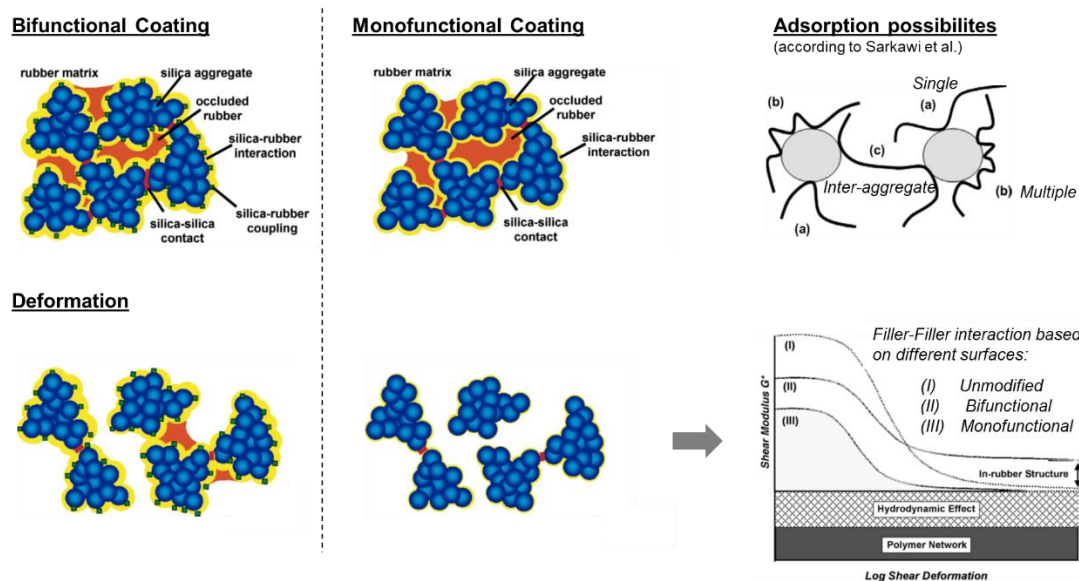 Bifunctional Coating
rubber matrix
silica aggregate
occluded
rubber
silica-rubber
interaction
silica-rubber
coupling
silica-silica
contact
Monofunctional Coating
rubber matrix
silica aggregate
occluded
rubber
silica-rubber
interaction
silica-silica
contact
Adsorption possibilites
(according to Sarkawi et al.)
Single
(a)
(b)
(c)
Inter-aggregate
(b)
Multiple
(a)
Deformation
Filler-Filler interaction based
on different surfaces:
(I) Unmodified
(II) Bifunctional
(III) Monofunctional
(I)
(II)
(III)
Shear Modulus G*
In-rubber Structure
Hydrodynamic Effect
Polymer Network
Log Shear Deformation